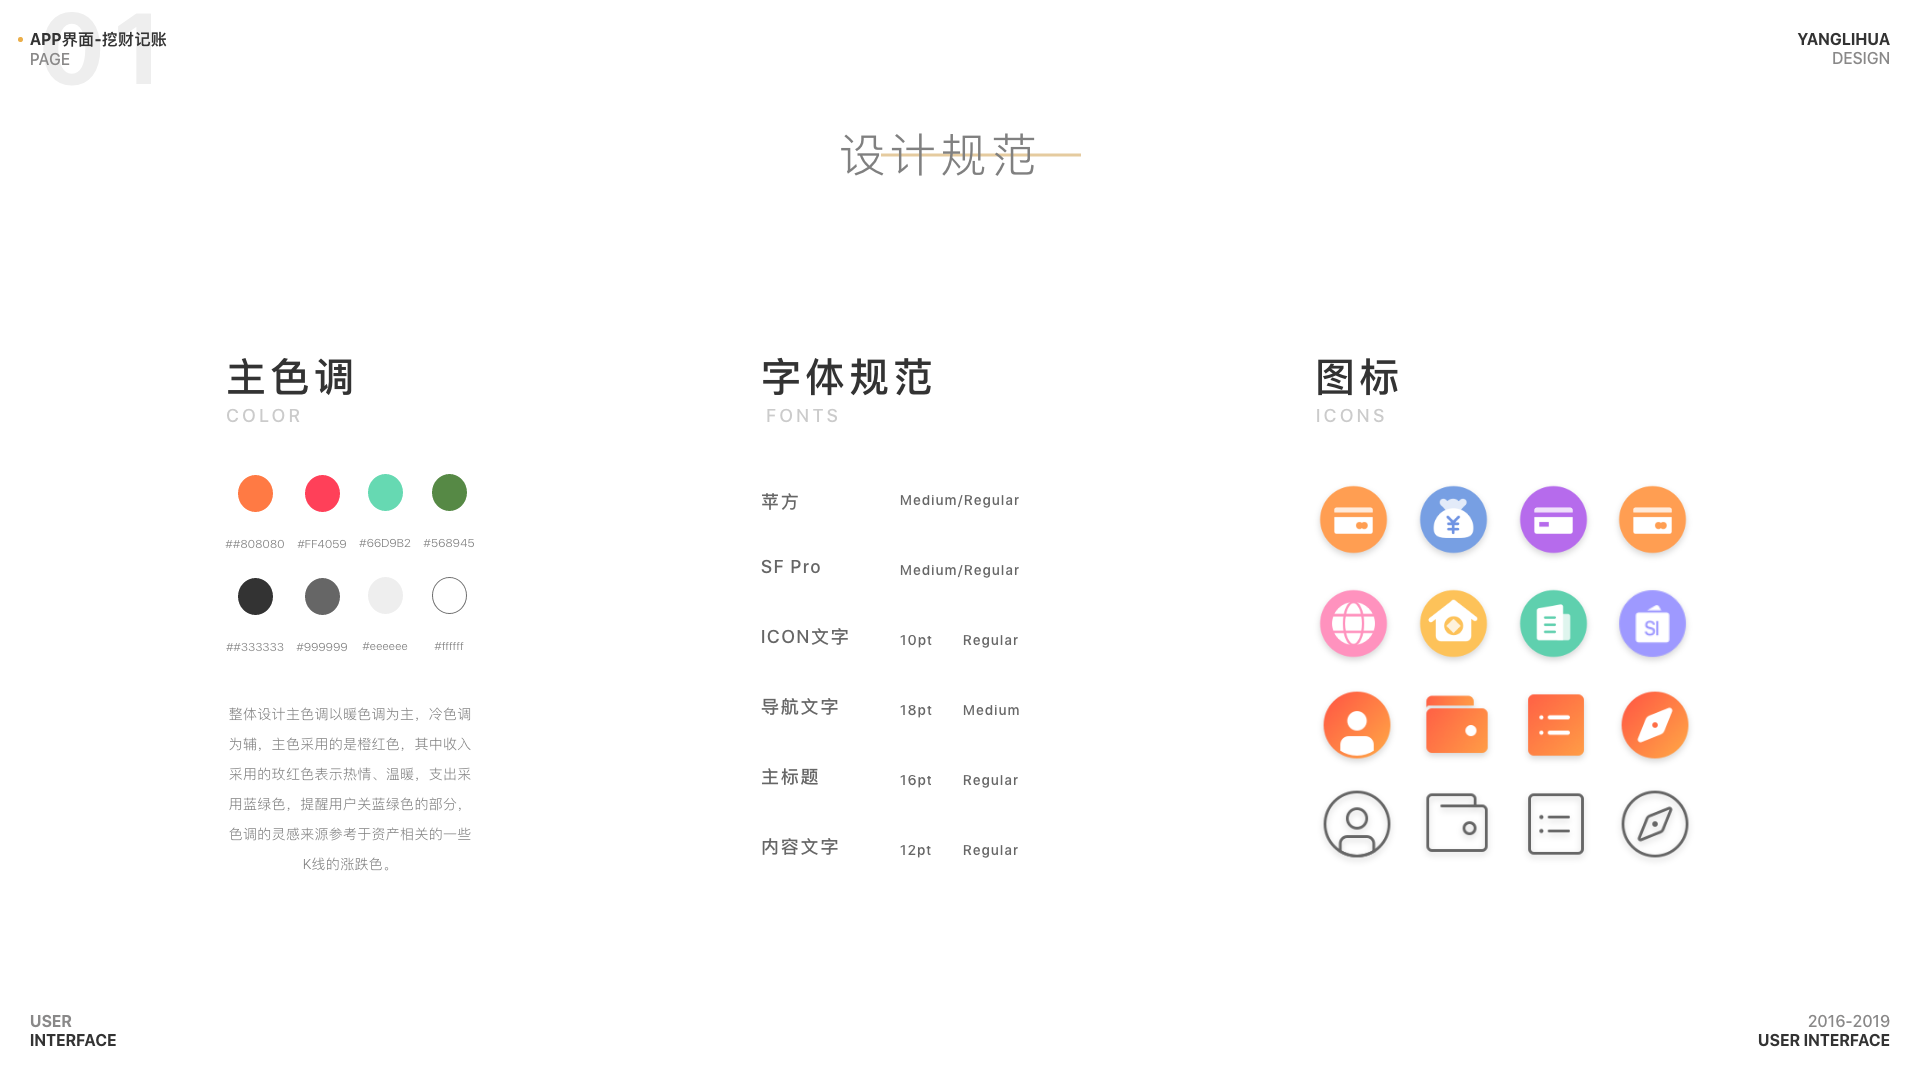 01
APP界面-挖财记账
PAGE
YANGLIHUA
DESIGN
设计规范
主色调
COLOR
##808080 #FF4059 #66D9B2 #568945
##333333 #999999 #eeeeee #ffffff
整体设计主色调以暖色调为主，冷色调
为辅，主色采用的是橙红色，其中收入
采用的玫红色表示热情、温暖，支出采
用蓝绿色，提醒用户关蓝绿色的部分，
色调的灵感来源参考于资产相关的一些
K线的涨跌色。
字体规范
FONTS
苹方 Medium/Regular
SF Pro Medium/Regular
ICON文字 10pt Regular
导航文字 18pt Medium
主标题 16pt Regular
内容文字 12pt Regular
图标
ICONS
¥
SI
USER
INTERFACE
2016-2019
USER INTERFACE